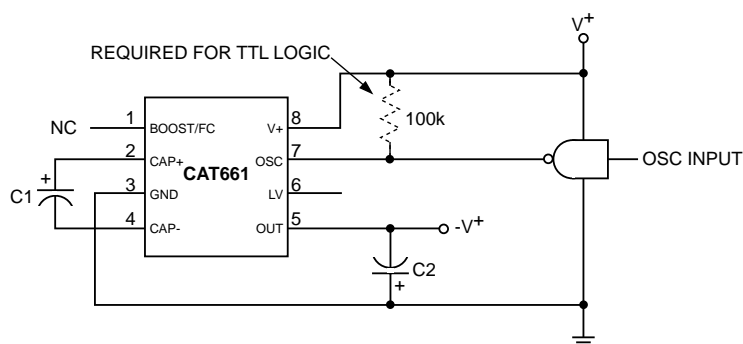 V+
REQUIRED FOR TTL LOGIC
NC
1
BOOST/FC
V+
8
100k
2
CAP+
OSC
7
OSC INPUT
CAT661
+
C1
3
GND
LV
6
4
CAP-
OUT
5
-V+
C2
+